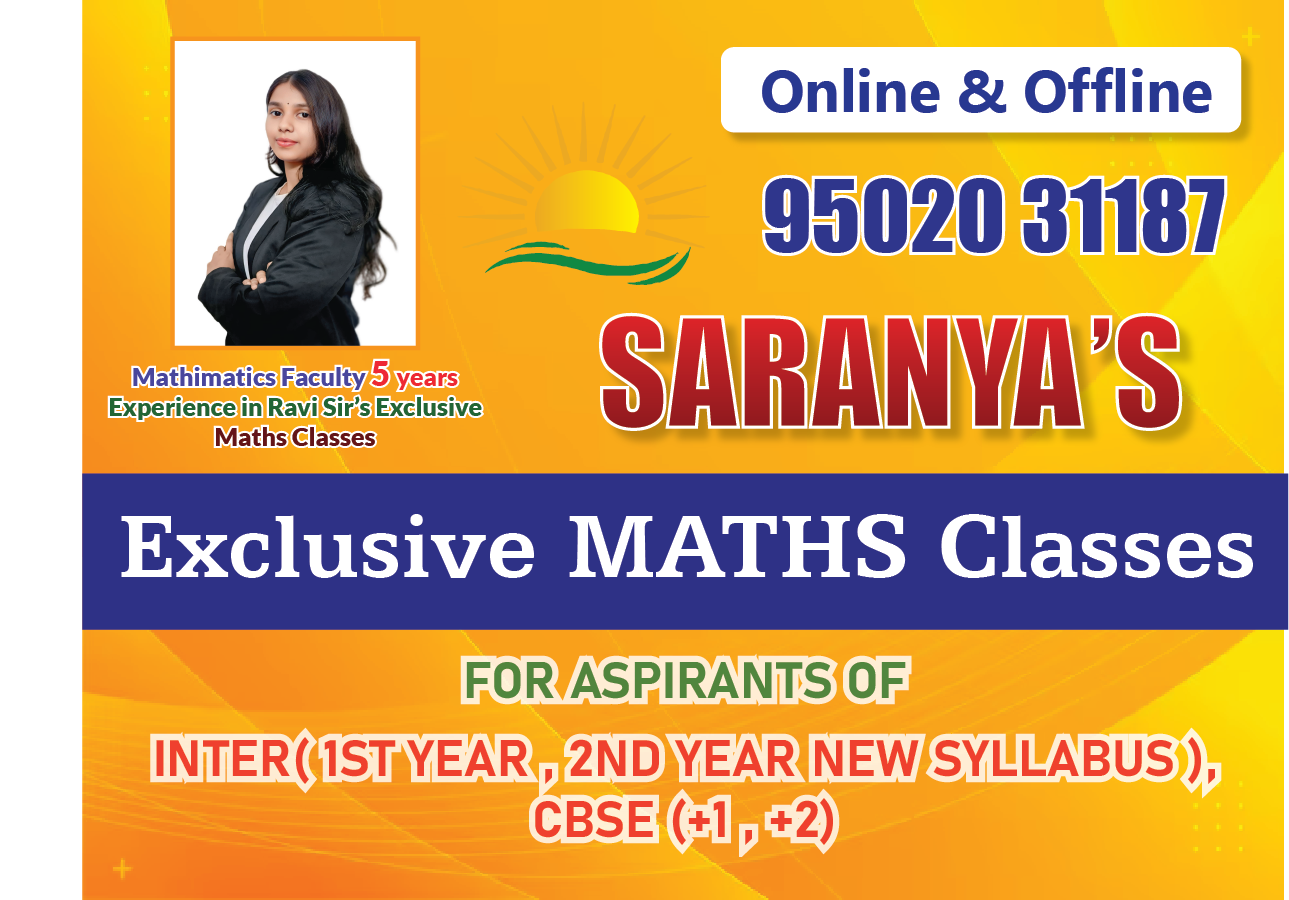 Online & Offline
95020 31187
SARANYA'S
Mathimatics Faculty 5 years
Experience in Ravi Sir's Exclusive
Maths Classes
Exclusive MATHS Classes
FOR ASPIRANTS OF
INTER( 1ST YEAR , 2ND YEAR NEW SYLLABUS ),
CBSE (+1 , +2)